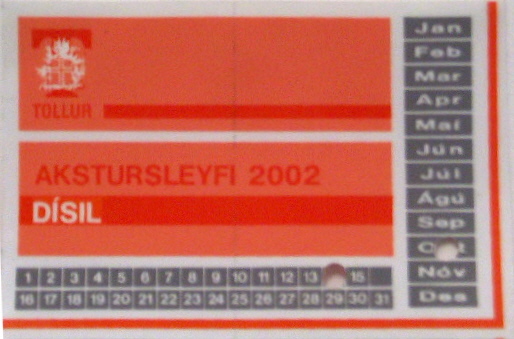 TOLLUR
AKSTURSLEYFI 2002
DÍSIL
1 2 3 4 5 6 7 8 9 10 11 12 13 15
16 17 18 19 20 21 22 23 24 25 26 27 28 29 30 31
Jan
Feb
Mar
Apr
Maí
Jún
Júl
Ágú
Sep
Okt
Nóv
Des